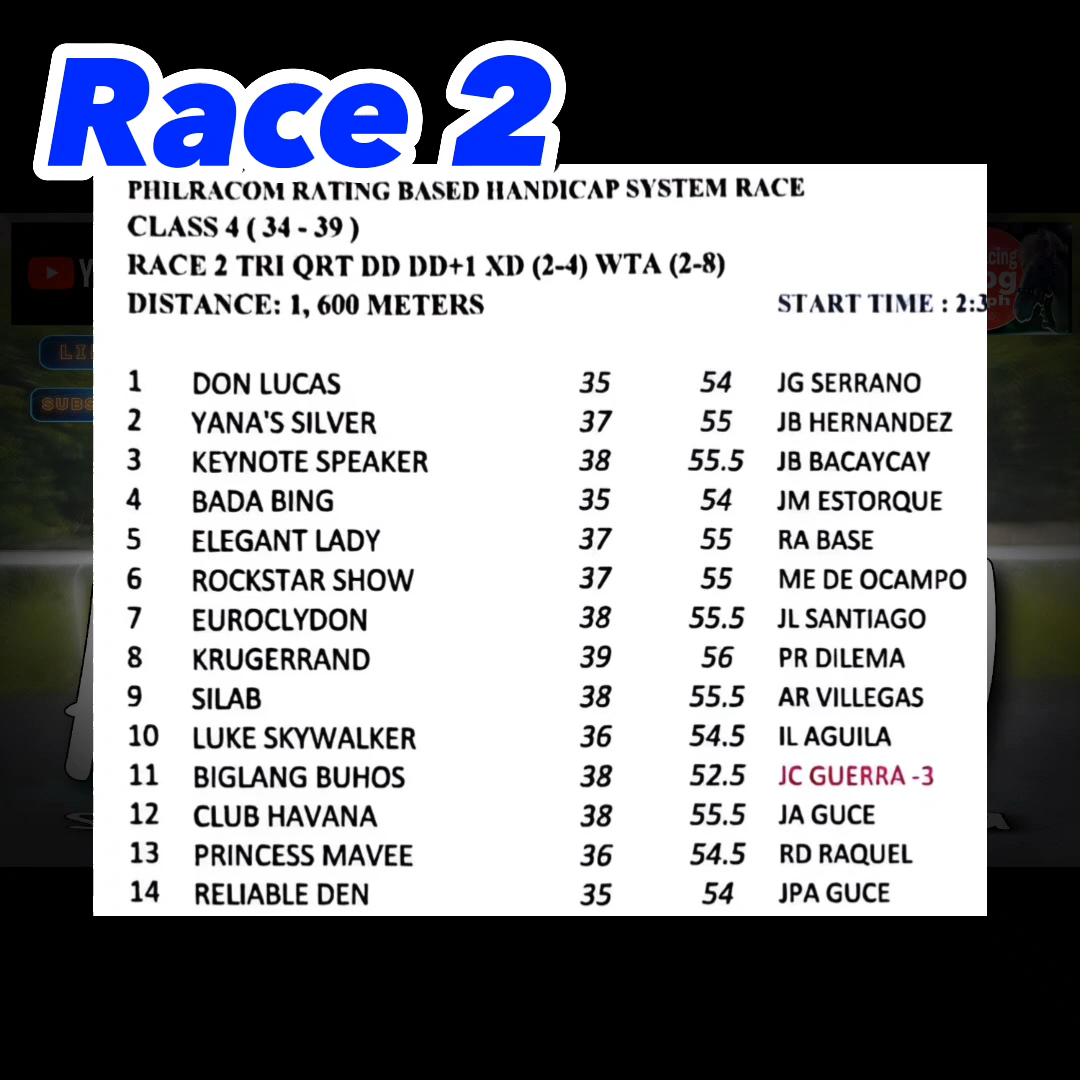 Race 2
PHILRACOM RATING BASED HANDICAP SYSTEM RACE
CLASS 4 ( 34 - 39 )
RACE 2 TRI QRT DD DD+1 XD (2-4) WTA (2-8)
DISTANCE: 1, 600 METERS START TIME : 2:3
1 DON LUCAS 35 54 JG SERRANO
2 YANA'S SILVER 37 55 JB HERNANDEZ
3 KEYNOTE SPEAKER 38 55.5 JB BACAYCAY
4 BADA BING 35 54 JM ESTORQUE
5 ELEGANT LADY 37 55 RA BASE
6 ROCKSTAR SHOW 37 55 ME DE OCAMPO
7 EUROCLYDON 38 55.5 JL SANTIAGO
8 KRUGERRAND 39 56 PR DILEMA
9 SILAB 38 55.5 AR VILLEGAS
10 LUKE SKYWALKER 36 54.5 IL AGUILA
11 BIGLANG BUHOS 38 52.5 JC GUERRA -3
12 CLUB HAVANA 38 55.5 JA GUCE
13 PRINCESS MAVEE 36 54.5 RD RAQUEL
14 RELIABLE DEN 35 54 JPA GUCE